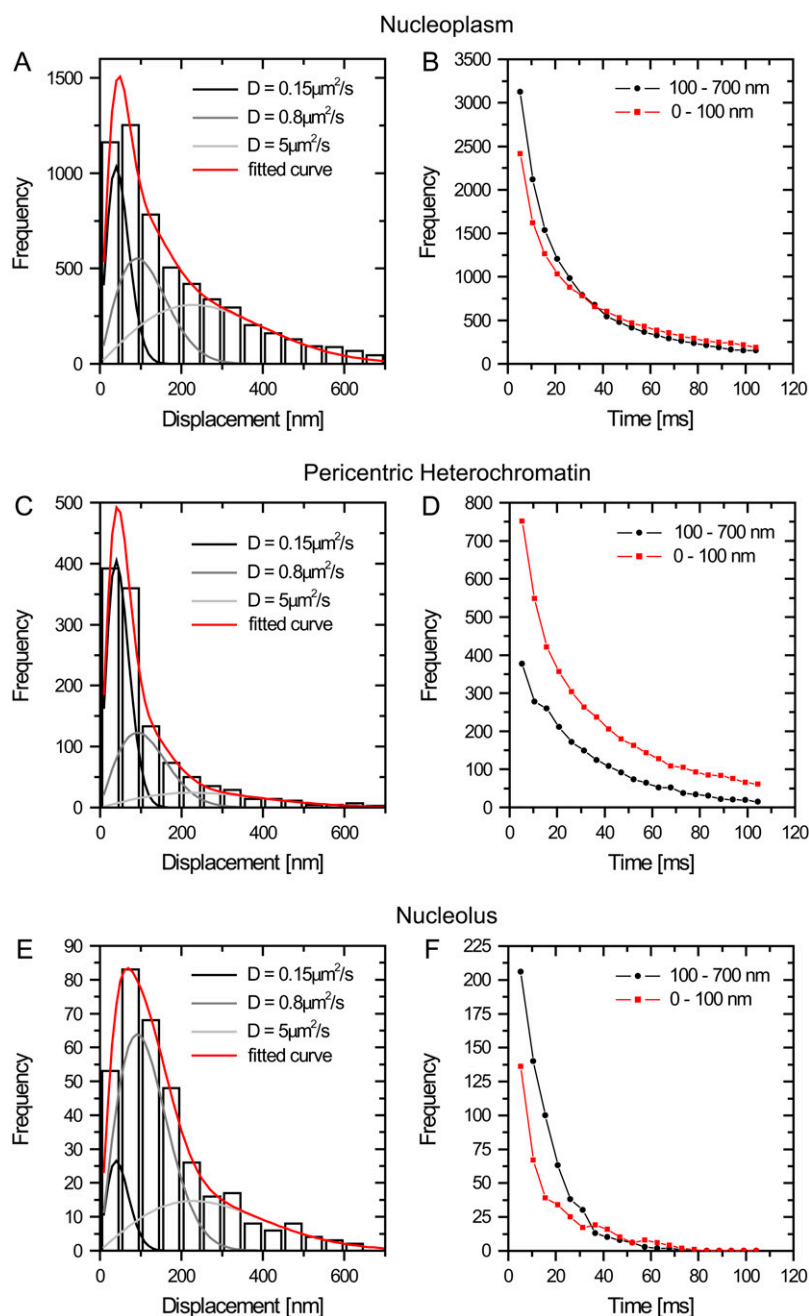 Nucleoplasm
A
B
1500
1000
500
0
Frequency
D = 0.15µm²/s
D = 0.8µm²/s
D = 5µm²/s
fitted curve
0 200 400 600
Displacement [nm]
3500
3000
2500
2000
1500
1000
500
0
Frequency
100 - 700 nm
0 - 100 nm
0 20 40 60 80 100 120
Time [ms]
Pericentric Heterochromatin
C
D
500
400
300
200
100
0
Frequency
D = 0.15µm²/s
D = 0.8µm²/s
D = 5µm²/s
fitted curve
0 200 400 600
Displacement [nm]
800
700
600
500
400
300
200
100
0
Frequency
100 - 700 nm
0 - 100 nm
0 20 40 60 80 100 120
Time [ms]
Nucleolus
E
F
90
80
70
60
50
40
30
20
10
0
Frequency
D = 0.15µm²/s
D = 0.8µm²/s
D = 5µm²/s
fitted curve
0 200 400 600
Displacement [nm]
225
200
175
150
125
100
75
50
25
0
Frequency
100 - 700 nm
0 - 100 nm
0 20 40 60 80 100 120
Time [ms]